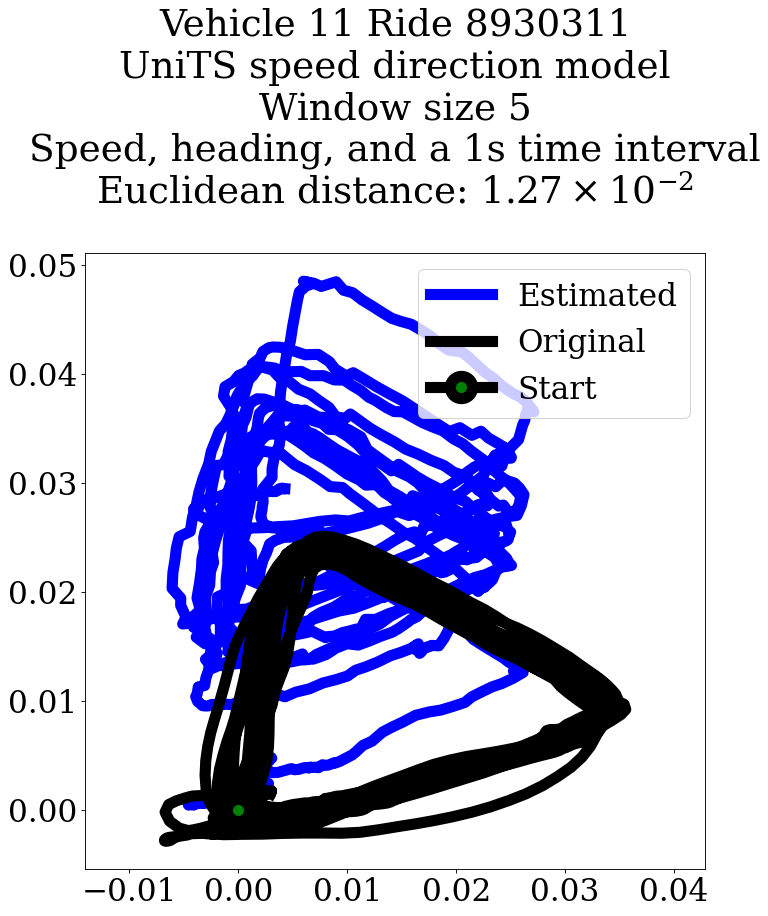 Vehicle 11 Ride 8930311
UniTS speed direction model
Window size 5
Speed, heading, and a 1s time interval
Euclidean distance: 1.27 × 10⁻²
0.05
Estimated
Original
Start
0.04
0.03
0.02
0.01
0.00
−0.01 0.00 0.01 0.02 0.03 0.04